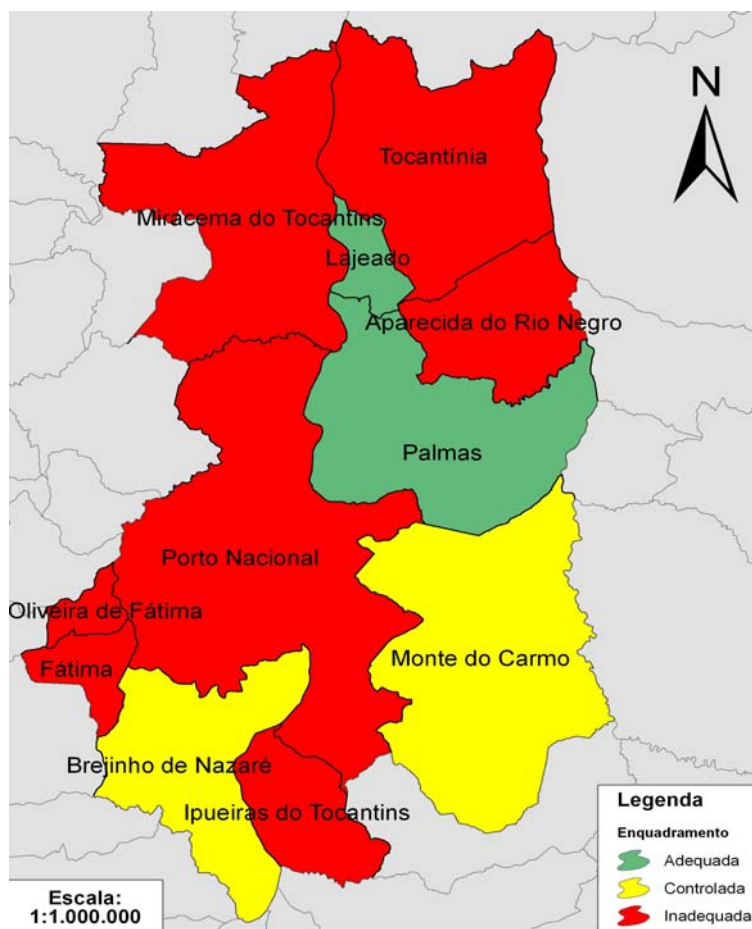 N
Tocantínia
Miracema do Tocantins
Lajeado
Aparecida do Rio Negro
Palmas
Porto Nacional
Oliveira de Fátima
Fátima
Monte do Carmo
Brejinho de Nazaré
Ipueiras do Tocantins
Legenda
Enquadramento
Adequada
Controlada
Inadequada
Escala:
1:1.000.000